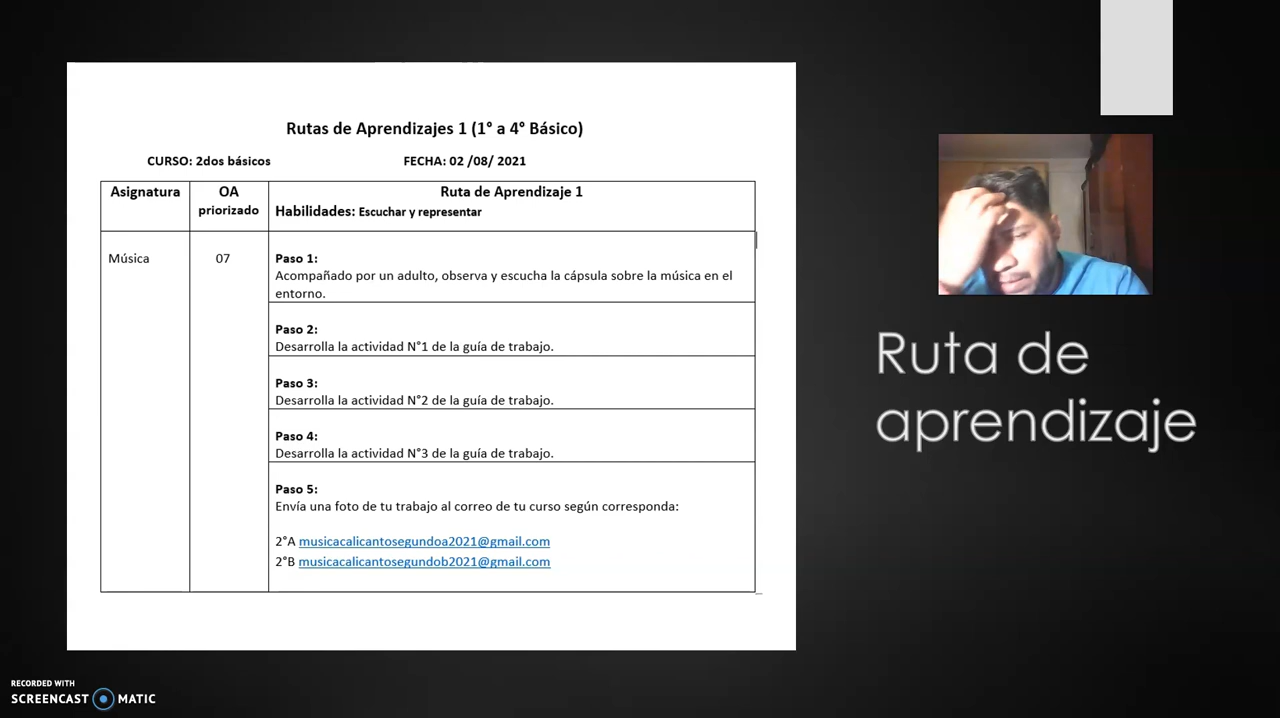 Rutas de Aprendizajes 1 (1° a 4° Básico)
CURSO: 2dos básicos FECHA: 02 /08/ 2021
Asignatura OA priorizado Ruta de Aprendizaje 1
Habilidades: Escuchar y representar
Música 07 Paso 1:
Acompañado por un adulto, observa y escucha la cápsula sobre la música en el
entorno.
Paso 2:
Desarrolla la actividad N°1 de la guía de trabajo.
Paso 3:
Desarrolla la actividad N°2 de la guía de trabajo.
Paso 4:
Desarrolla la actividad N°3 de la guía de trabajo.
Paso 5:
Envía una foto de tu trabajo al correo de tu curso según corresponda:
2°A musicacalicantosegundoa2021@gmail.com
2°B musicacalicantosegundob2021@gmail.com
Ruta de
aprendizaje
RECORDED WITH
SCREENCAST MATIC